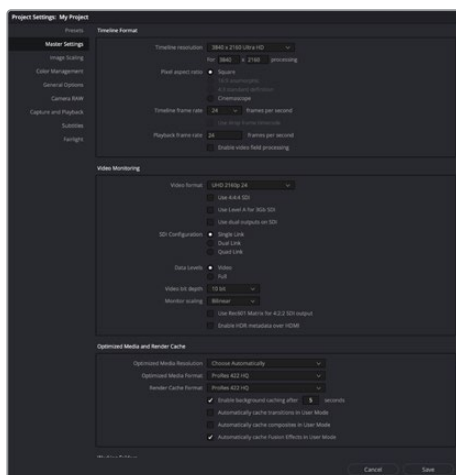 Project Settings: My Project
Presets
Master Settings
Image Scaling
Color Management
General Options
Camera RAW
Capture and Playback
Subtitles
Fairlight
Timeline Format
Timeline resolution 3840 x 2160 Ultra HD
for 3840 x 2160 processing
Pixel aspect ratio Square
16:9 anamorphic
4:3 standard definition
Cinemascope
Timeline frame rate 24 frames per second
Use drop frame timecode
Playback frame rate 24 frames per second
Enable video field processing
Video Monitoring
Video format UHD 2160p 24
Use 4:4:4 SDI
Use Level A for 3Gb SDI
Use dual outputs on SDI
SDI Configuration Single Link
Dual Link
Quad Link
Data Levels Video
Full
Video bit depth 10 bit
Monitor scaling Bilinear
Use Rec601 Matrix for 4:2:2 SDI output
Enable HDR metadata over HDMI
Optimized Media and Render Cache
Optimized Media Resolution Choose Automatically
Optimized Media Format ProRes 422 HQ
Render Cache Format ProRes 422 HQ
Enable background caching after 5 seconds
Automatically cache transitions in User Mode
Automatically cache composites in User Mode
Automatically cache Fusion Effects in User Mode
Cancel Save